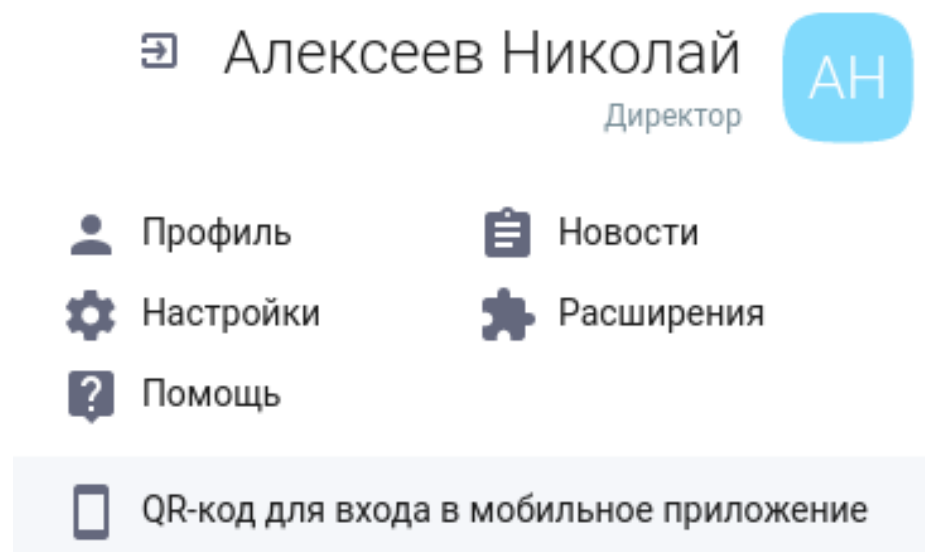 Алексеев Николай
АН
Директор
Профиль
Новости
Настройки
Расширения
Помощь
QR-код для входа в мобильное приложение